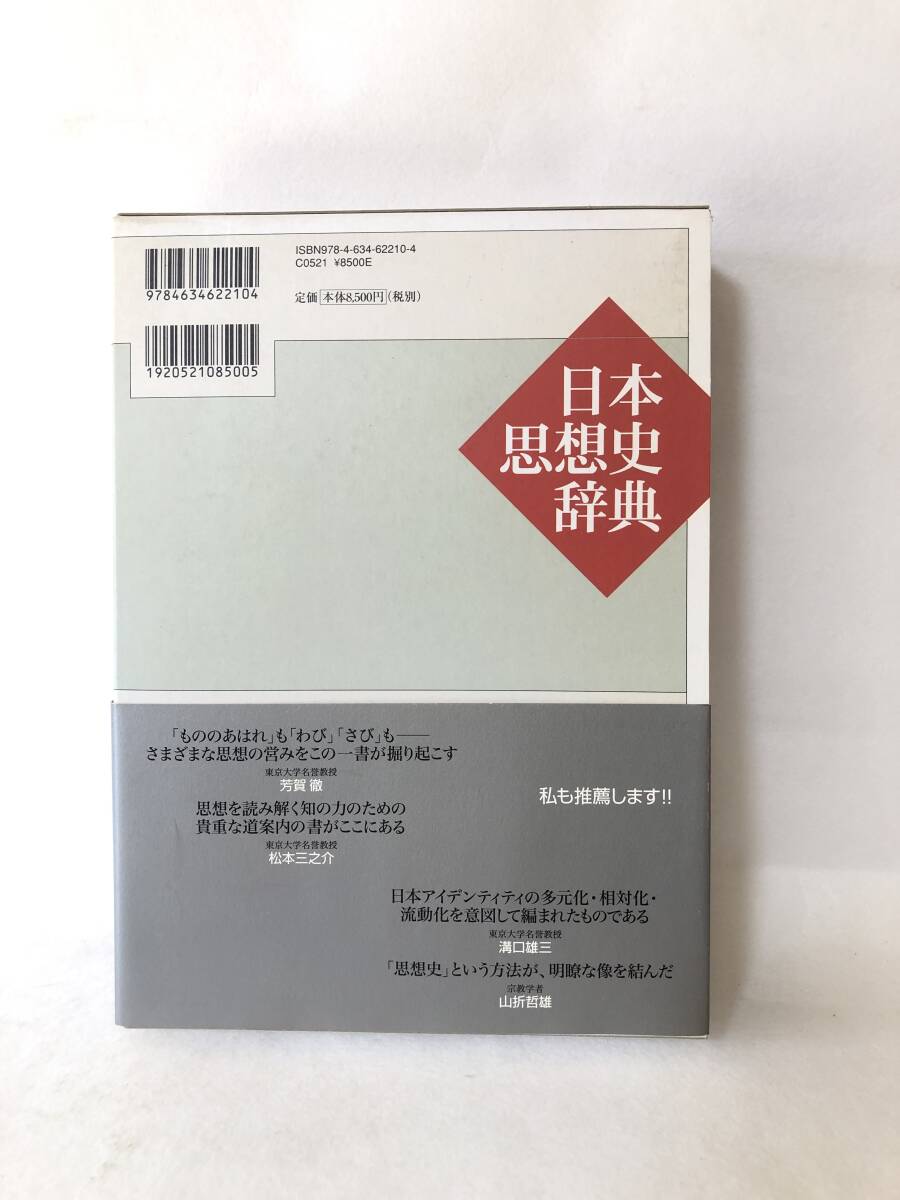 ISBN978-4-634-62210-4
C0521 ¥8500E
9784634622104
定価 本体8,500円(税別)
1920521085005
日本
思想史
辞典
「もののあはれ」も「わび」「さび」も――
さまざまな思想の営みをこの一書が掘り起こす
東京大学名誉教授
芳賀 徹
私も推薦します!!
思想を読み解く知の力のための
貴重な道案内の書がここにある
東京大学名誉教授
松本三之介
日本アイデンティティの多元化・相対化・
流動化を意図して編まれたものである
東京大学名誉教授
溝口雄三
「思想史」という方法が、明瞭な像を結んだ
宗教学者
山折哲雄